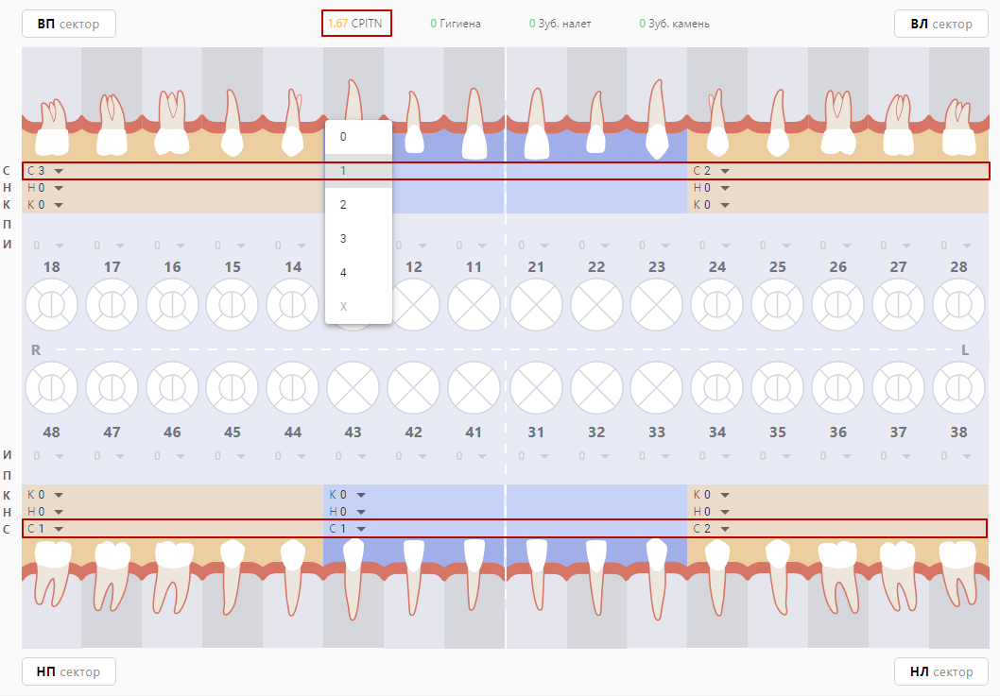 ВП сектор 1.67 CPITN 0 Гигиена 0 Зуб. налет 0 Зуб. камень ВЛ сектор
0
С С 3 1 С 2
Н Н 0 Н 0
К К 0 2 К 0
П
3
И 0 0 0 0 0 0 0 0 0 0 0 0 0 0 0
18 17 16 15 14 12 11 21 22 23 24 25 26 27 28
4
X
R L
48 47 46 45 44 43 42 41 31 32 33 34 35 36 37 38
И 0 0 0 0 0 0 0 0 0 0 0 0 0 0 0 0
П
К К 0 К 0 К 0
Н Н 0 Н 0 Н 0
С С 1 С 1 С 2
НП сектор НЛ сектор